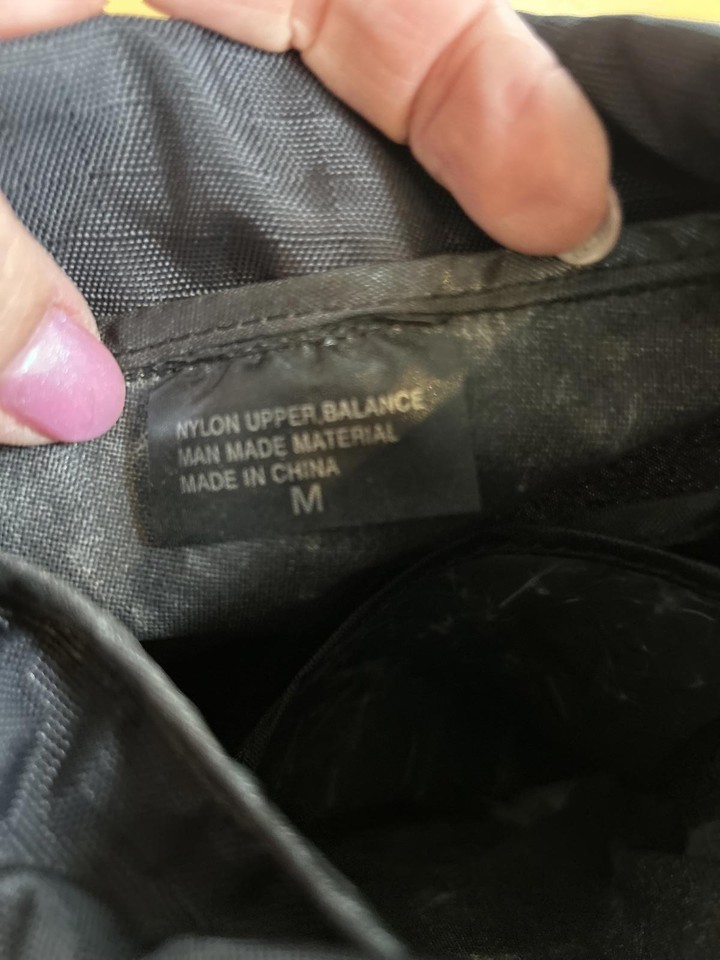 NYLON UPPER,BALANCE
MAN MADE MATERIAL
MADE IN CHINA
M